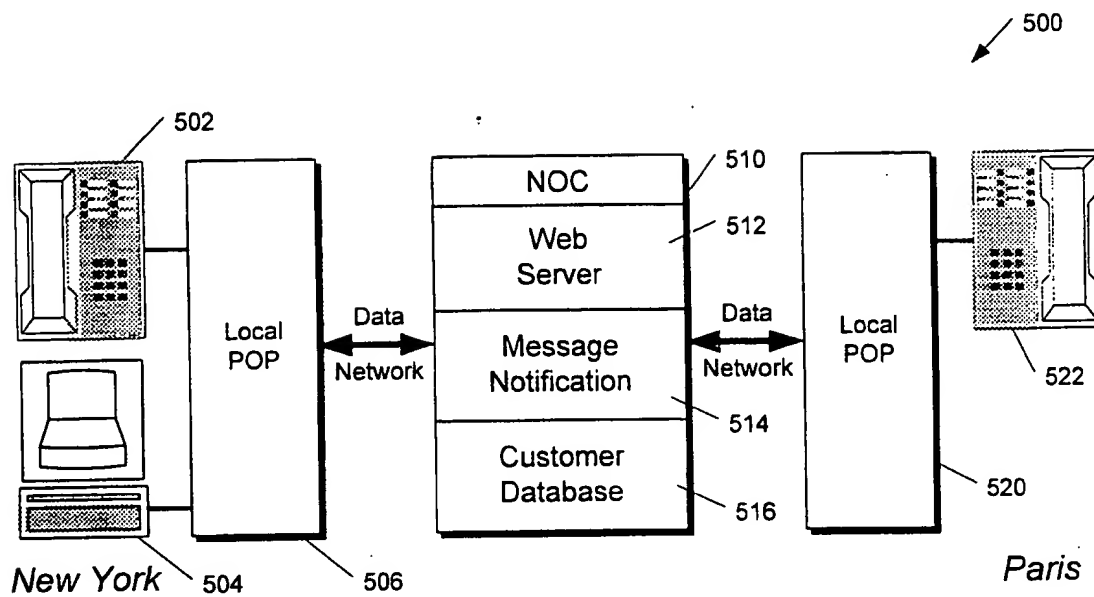 500
502
510
NOC
512
Web
Server
Data
Network
Local
POP
Message
Notification
Data
Network
Local
POP
514
522
Customer
Database
516
520
New York
504
506
Paris